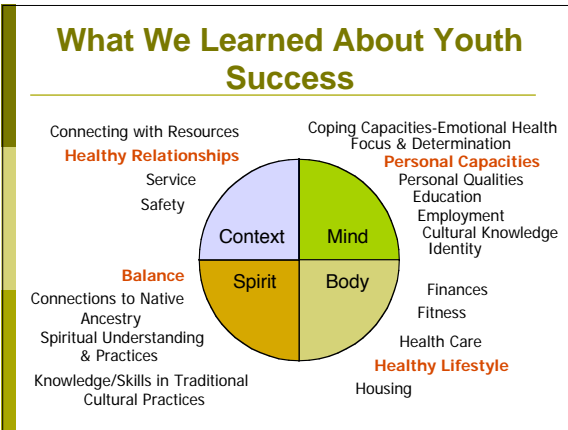 What We Learned About Youth
Success
Connecting with Resources
Healthy Relationships
Service
Safety
Coping Capacities-Emotional Health
Focus & Determination
Personal Capacities
Personal Qualities
Education
Employment
Cultural Knowledge
Identity
Context
Mind
Spirit
Body
Balance
Connections to Native
Ancestry
Spiritual Understanding
& Practices
Knowledge/Skills in Traditional
Cultural Practices
Finances
Fitness
Health Care
Healthy Lifestyle
Housing